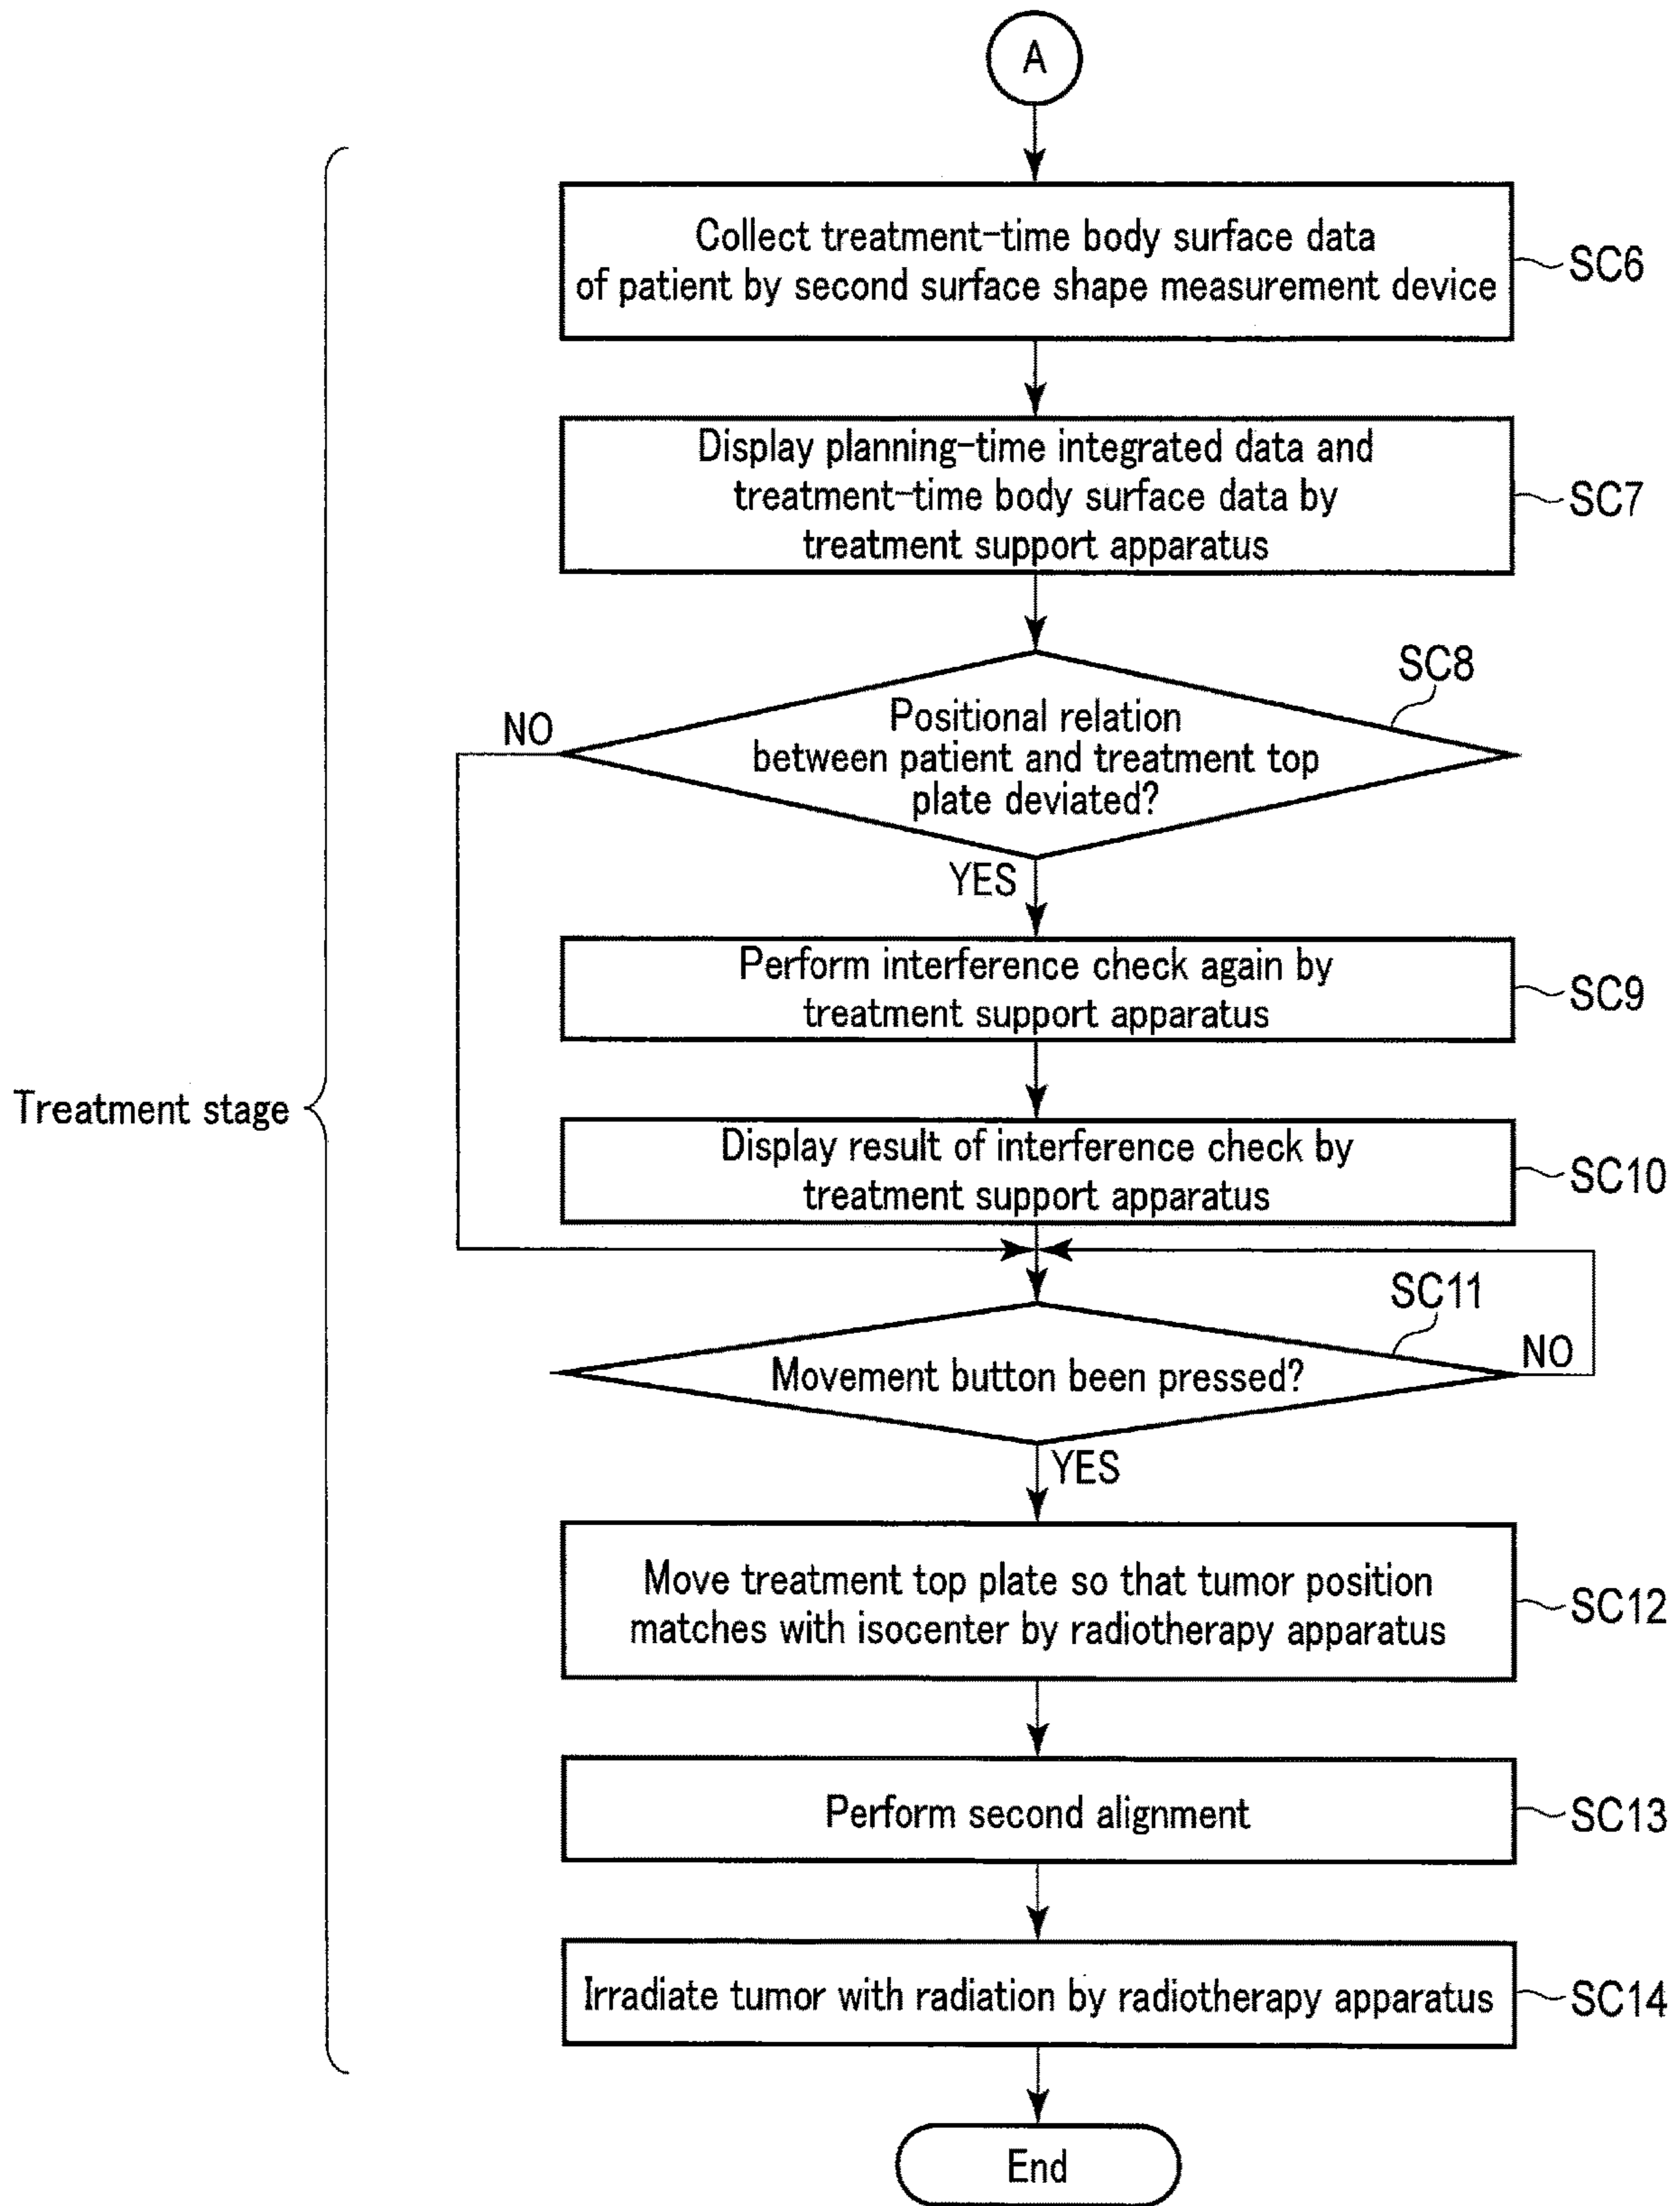 A
Collect treatment-time body surface data
of patient by second surface shape measurement device
SC6
Display planning-time integrated data and
treatment-time body surface data by
treatment support apparatus
SC7
SC8
Positional relation
between patient and treatment top
plate deviated?
NO
YES
Perform interference check again by
treatment support apparatus
SC9
Treatment stage
Display result of interference check by
treatment support apparatus
SC10
SC11
Movement button been pressed?
NO
YES
Move treatment top plate so that tumor position
matches with isocenter by radiotherapy apparatus
SC12
Perform second alignment
SC13
Irradiate tumor with radiation by radiotherapy apparatus
SC14
End